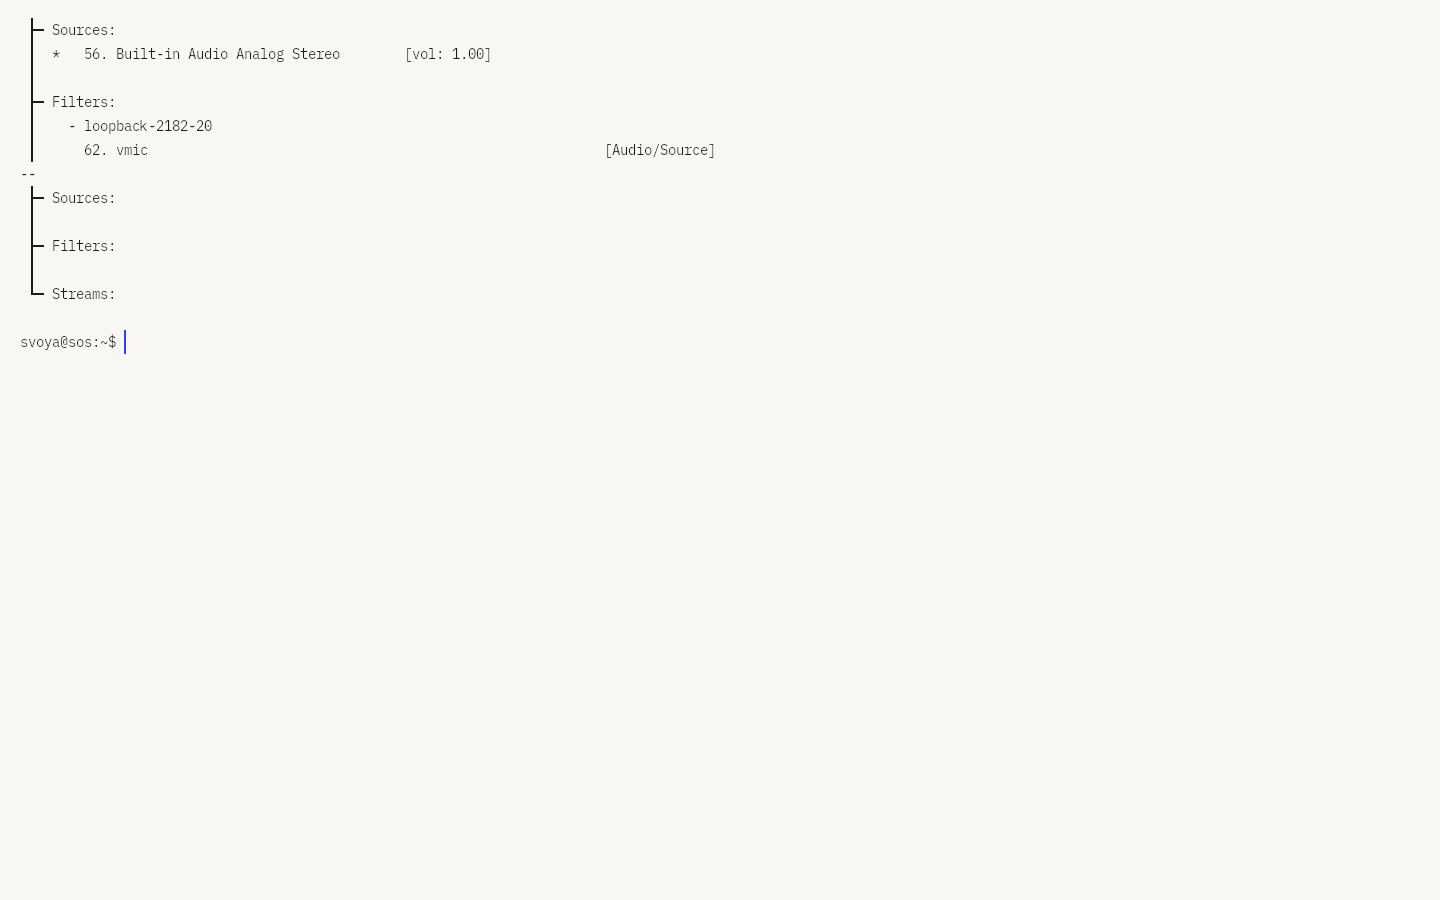 ├─ Sources:
│  *   56. Built-in Audio Analog Stereo        [vol: 1.00]
│
├─ Filters:
│    - loopback-2182-20
│      62. vmic                                                         [Audio/Source]
--
├─ Sources:
│
├─ Filters:
│
└─ Streams:
svoya@sos:~$